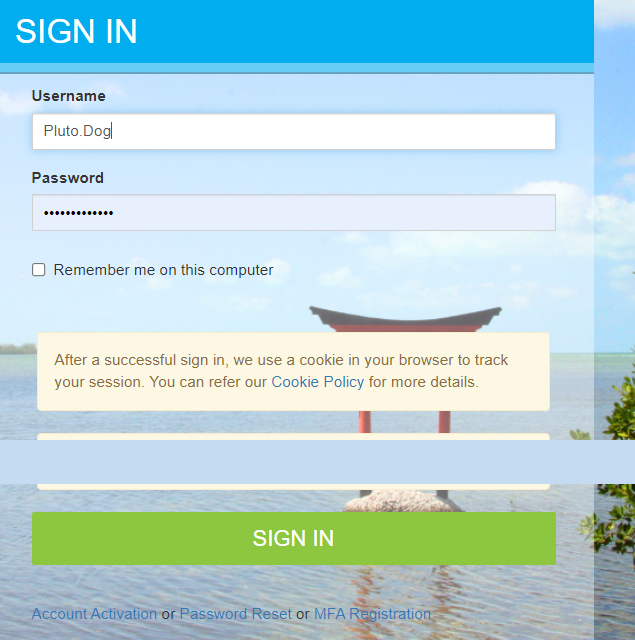 SIGN IN
Username
Pluto.Dog
Password
•••••••••••••
Remember me on this computer
After a successful sign in, we use a cookie in your browser to track
your session. You can refer our Cookie Policy for more details.
SIGN IN
Account Activation or Password Reset or MFA Registration